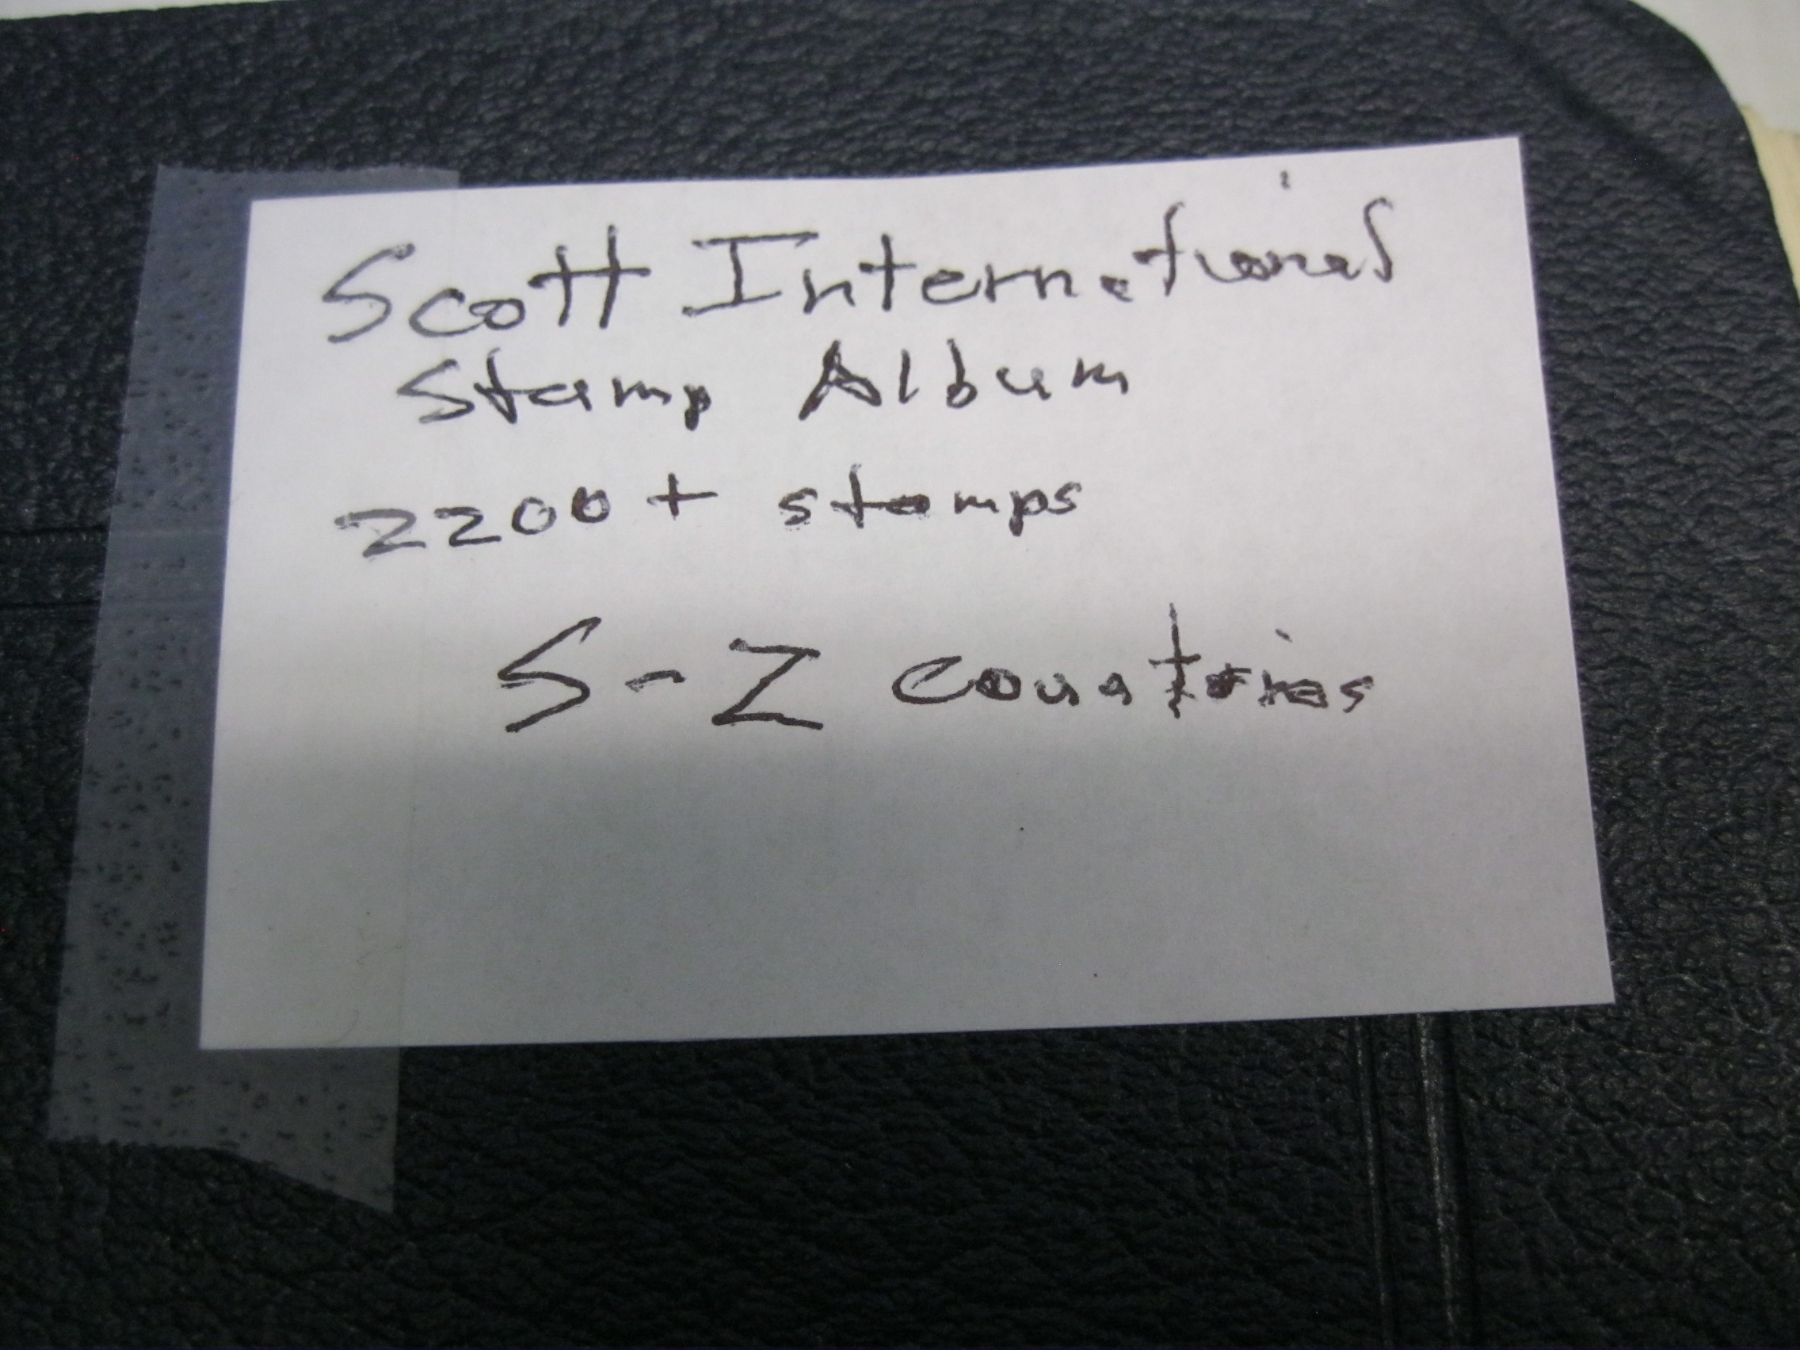 Scott International
Stamp Album
2200+ stamps
S-Z Countries